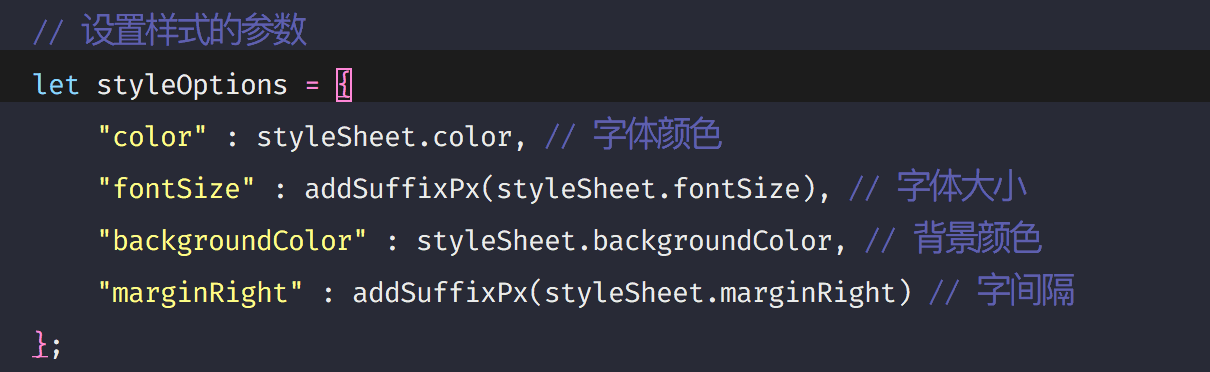 // 设置样式的参数
let styleOptions = {
    "color" : styleSheet.color, // 字体颜色
    "fontSize" : addSuffixPx(styleSheet.fontSize), // 字体大小
    "backgroundColor" : styleSheet.backgroundColor, // 背景颜色
    "marginRight" : addSuffixPx(styleSheet.marginRight) // 字间隔
};